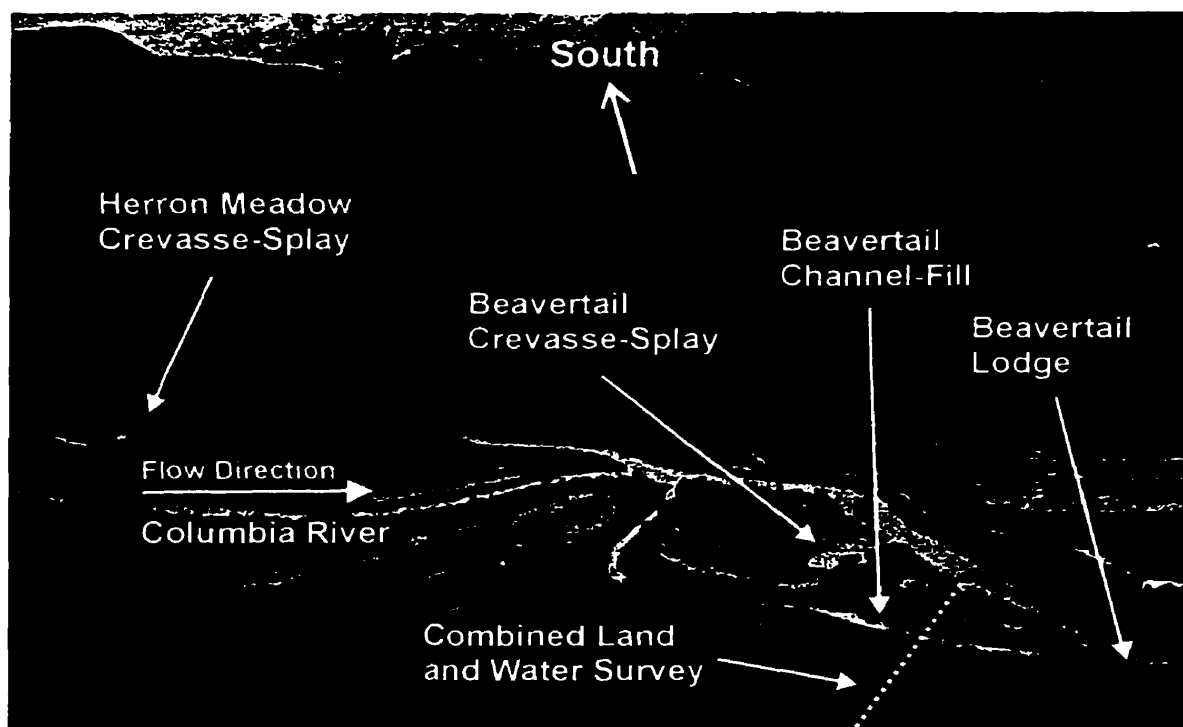 South
Herron Meadow
Crevasse-Splay
Beavertail
Channel-Fill
Beavertail
Crevasse-Splay
Beavertail
Lodge
Flow Direction
Columbia River
Combined Land
and Water Survey